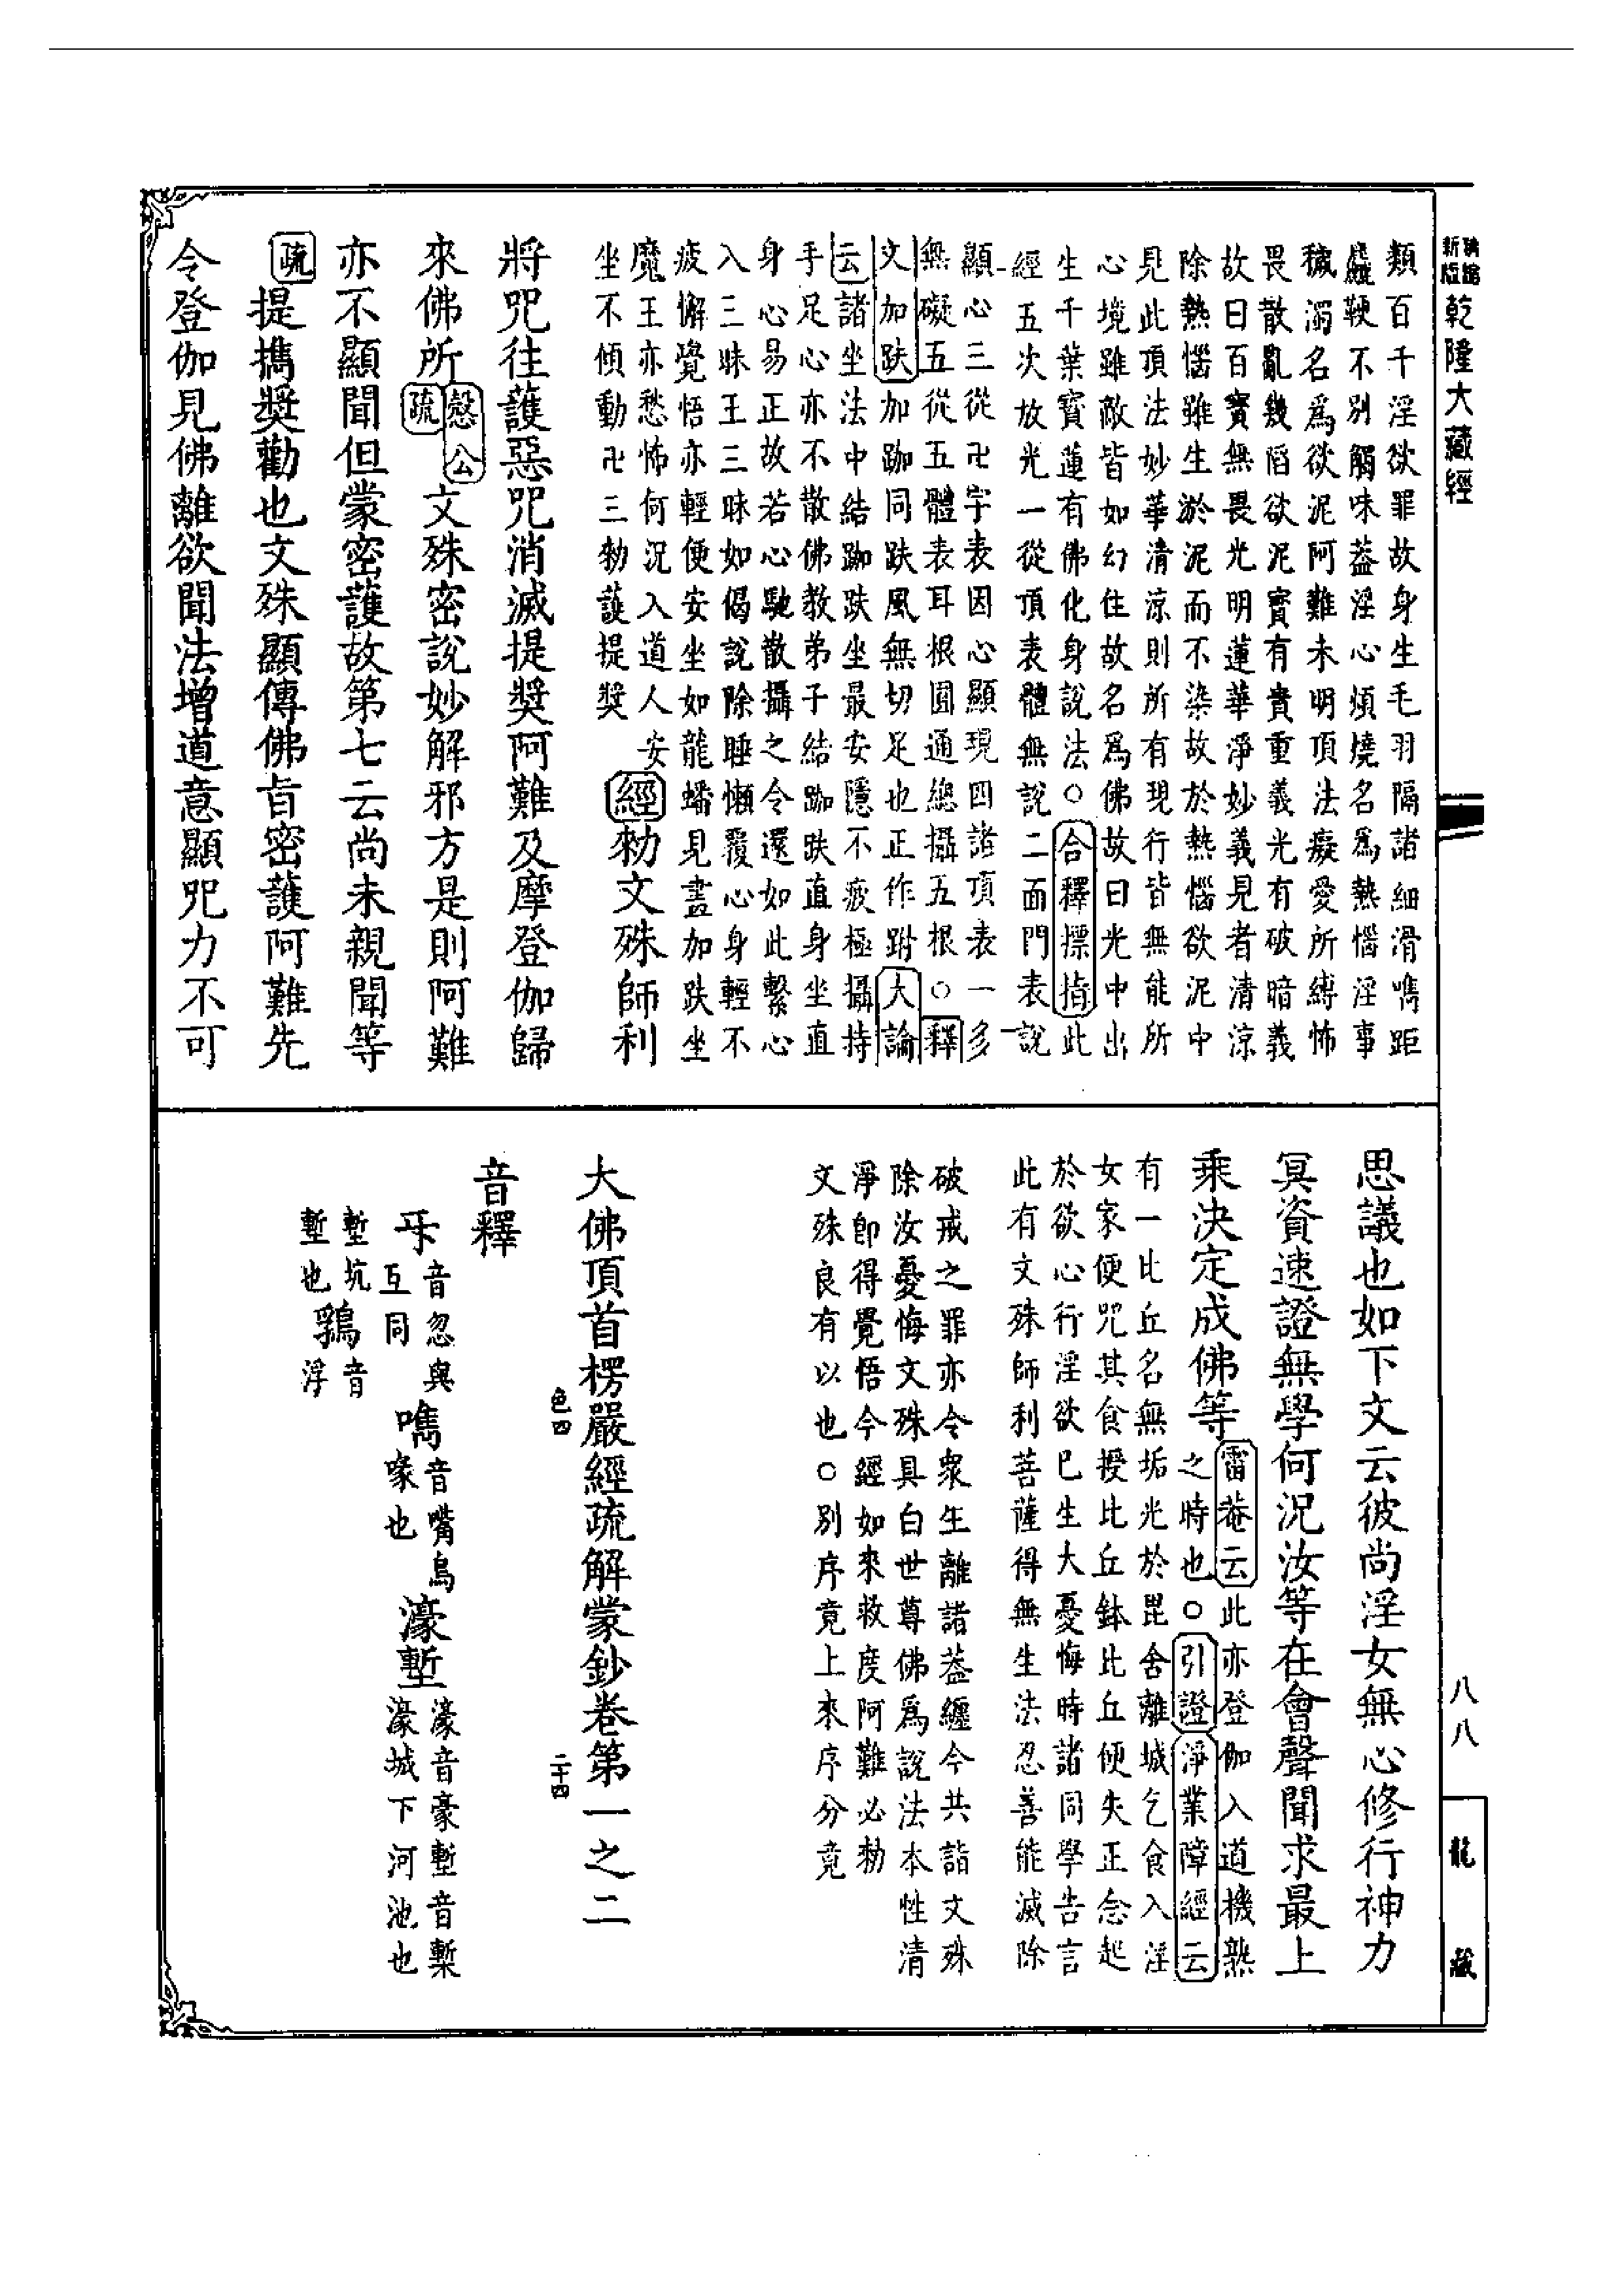 乾隆大藏經
類百千淫欲罪故身生毛羽隔諸細滑嘴距
麤鞕不別觸味蓋淫心煩燒名爲熱惱淫事
穢濁名爲欲泥阿難未明頂法癡愛所縛怖
畏散亂幾㖠欲泥寳有貴重義光有破暗義
故曰百寳無畏光明蓮華淨妙義見者清涼
除熱惱雖生淤泥而不染故於熱惱欲泥中
見此頂法妙華清涼則所有現行皆無能所
心境雖敵皆如幻住故名爲佛故曰光中出
生千葉寳蓮有佛化身說法○合釋摽指此
經五次放光一從頂表體無說二面門表說
顯心三從卍字表因心顯現四諸頂表一多
無礙五從五體表耳根圓通總攝五根○釋
文加趺加跏同趺風無切足也正作跗大論
云諸坐法中結跏趺坐最安隱不疲極攝持
手足心亦不散佛教弟子結跏趺直身坐直
身心易正故若心馳散攝之令還如此繫心
入三昧王三昧如偈說除睡懶覆心身輕不
疲懈覺悟亦輕便安坐如龍蟠見畫加趺坐
魔王亦愁怖何況入道人安
坐不傾動卍三勑護提奬
經勑文殊師利
將咒往護惡咒消滅提奬阿難及摩登伽歸
來佛所
慤公
疏
文殊密說妙解邪方是則阿難
亦不顯聞但蒙密護故第七云尚未親聞等
疏提攜奬勸也文殊顯傳佛旨密護阿難先
令登伽見佛離欲聞法增道意顯咒力不可
八八
龍藏
思議也如下文云彼尚淫女無心修行神力
冥資速證無學何況汝等在會聲聞求最上
乘決定成佛等
雷菴云此亦登伽入道機熟
之時也○引證淨業障經云
有一比丘名無垢光於毘舍離城乞食入淫
女家便咒其食授比丘鉢比丘便失正念起
於欲心行淫欲已生大憂悔時諸同學告言
此有文殊師利菩薩得無生法忍善能滅除
破戒之罪亦令衆生離諸蓋纏今共詣文殊
除汝憂悔文殊具白世尊佛爲說法本性清
淨即得覺悟今經如來救度阿難必勑
文殊良有以也○別序竟上來序分竟
大佛頂首楞嚴經疏解蒙鈔卷第一之二
色四
二十四
音釋
㸦
音忽與
互同
嘴
音嘴鳥
喙也
濠塹
濠音豪塹音槧
濠城下河池也
塹坑
塹也
䳕
音
浮